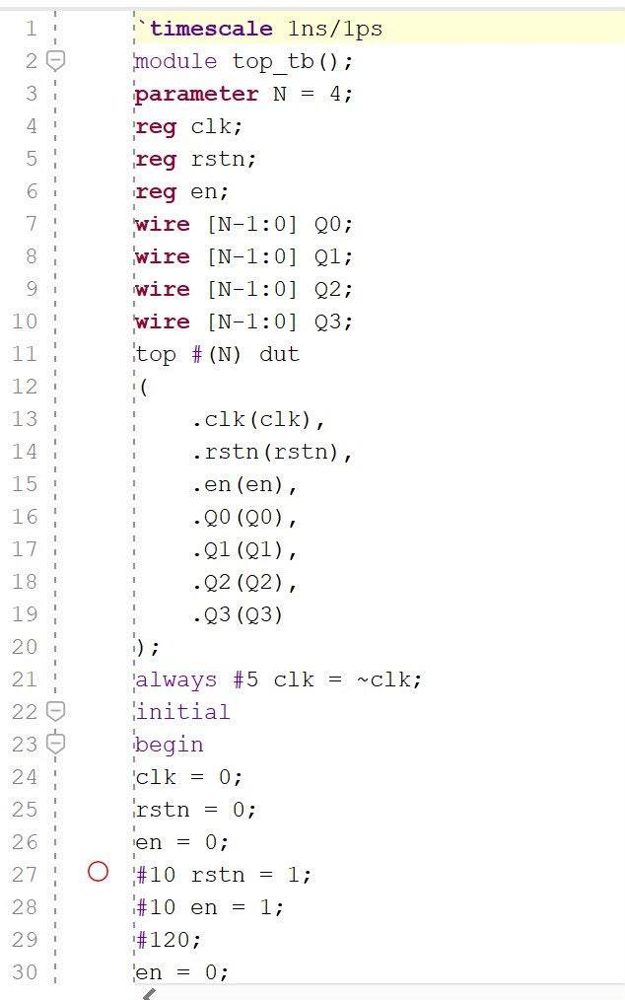 1 `timescale 1ns/1ps
2 module top_tb();
3 parameter N = 4;
4 reg clk;
5 reg rstn;
6 reg en;
7 wire [N-1:0] Q0;
8 wire [N-1:0] Q1;
9 wire [N-1:0] Q2;
10 wire [N-1:0] Q3;
11 top #(N) dut
12 (
13 .clk(clk),
14 .rstn(rstn),
15 .en(en),
16 .Q0(Q0),
17 .Q1(Q1),
18 .Q2(Q2),
19 .Q3(Q3)
20 );
21 always #5 clk = ~clk;
22 initial
23 begin
24 clk = 0;
25 rstn = 0;
26 en = 0;
27 #10 rstn = 1;
28 #10 en = 1;
29 #120;
30 en = 0;